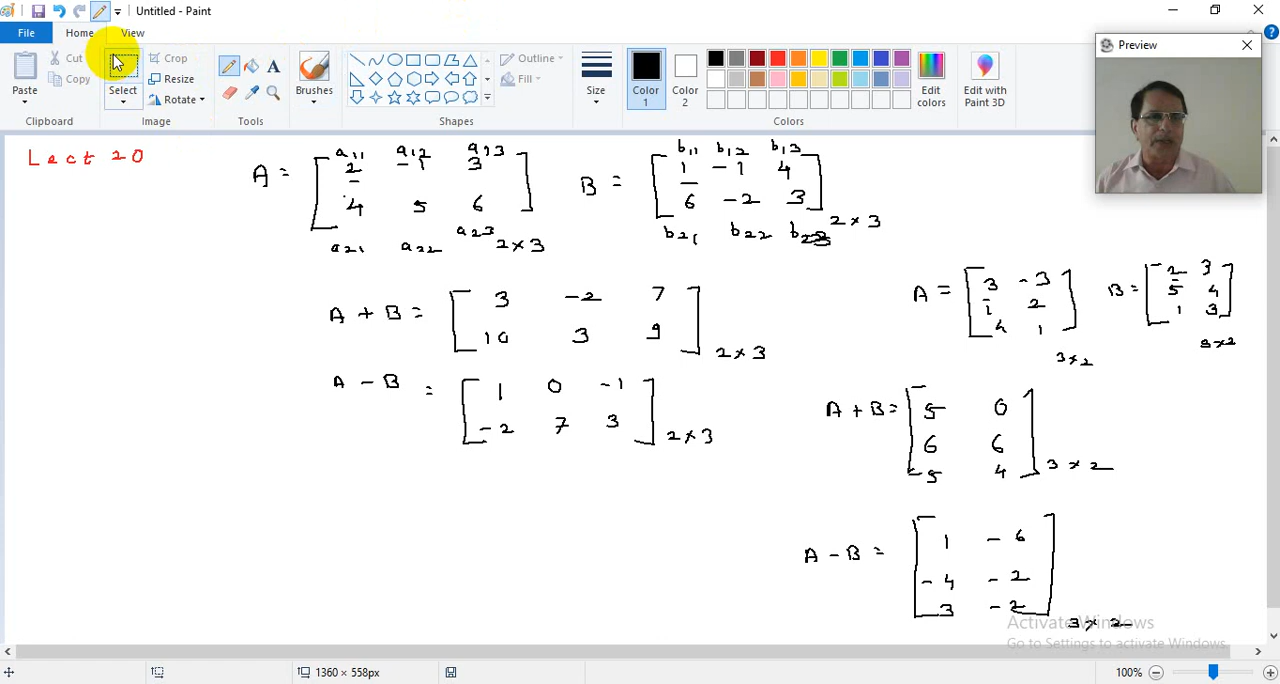 Untitled - Paint
File Home View
Preview
Paste Cut Copy
Select Crop Resize Rotate
Brushes
Outline Fill
Size
Color 1
Color 2
Edit colors
Edit with Paint 3D
Clipboard Image Tools Shapes Colors
Lect 20
a11 a12 a13
A = [ 2 -1 3
4 5 6 ] 2×3
a21 a22 a23
b11 b12 b13
B = [ 1 -1 4
6 -2 3 ] 2×3
b21 b22 b23
A + B = [ 3 -2 7
10 3 9 ] 2×3
A - B = [ 1 0 -1
-2 7 3 ] 2×3
A = [ 3 -3
1 2
4 1 ] 3×2
B = [ 2 3
5 4
1 3 ] 3×2
A + B = [ 5 0
6 6
5 4 ] 3×2
A - B = [ 1 -6
-4 -2
3 -2 ] 3×2
Activate Windows
Go to Settings to activate Windows.
1360 × 558px
100%